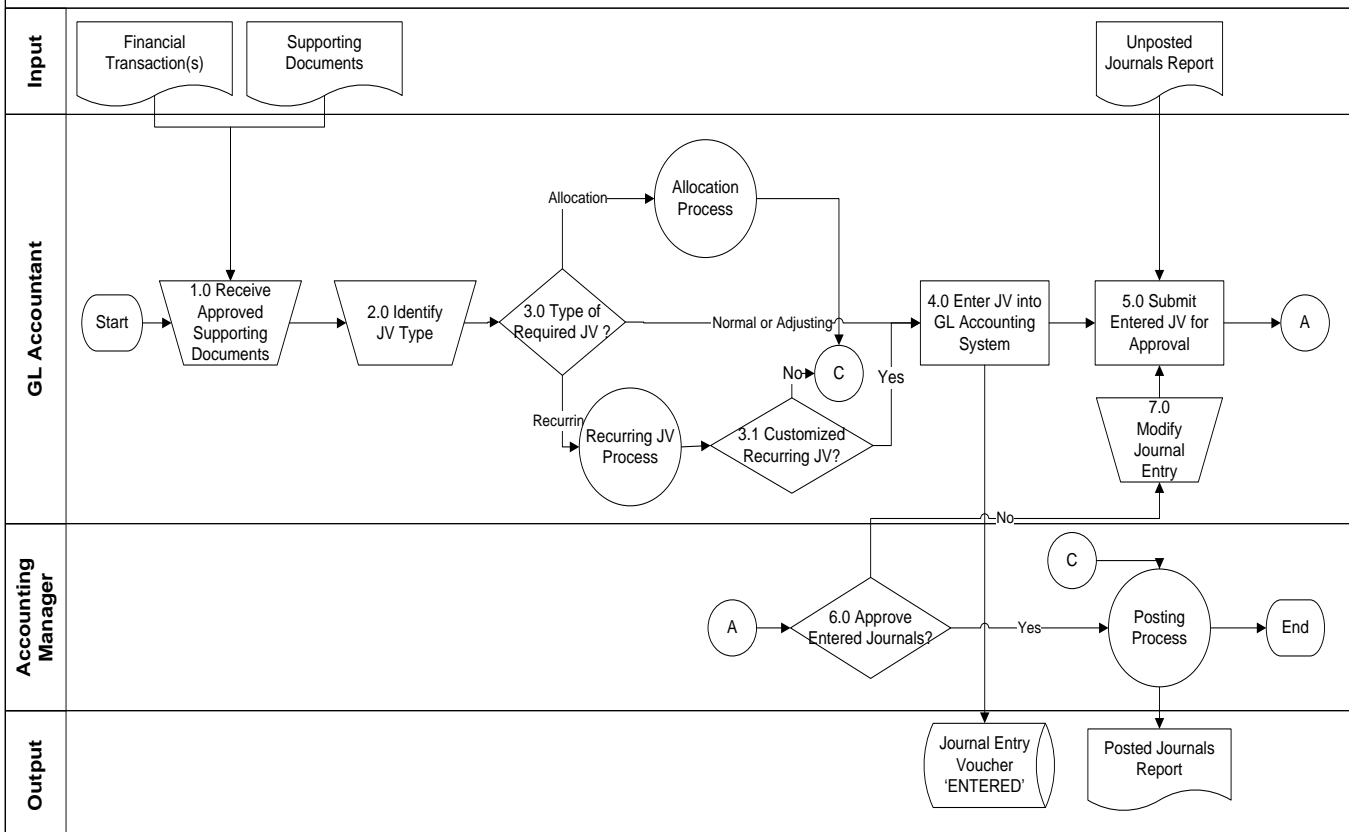 Input
Financial
Transaction(s)
Supporting
Documents
Unposted
Journals Report
GL Accountant
Start
1.0 Receive
Approved
Supporting
Documents
2.0 Identify
JV Type
3.0 Type of
Required JV ?
Allocation
Allocation
Process
Normal or Adjusting
Recurrin
Recurring JV
Process
3.1 Customized
Recurring JV?
No
C
Yes
4.0 Enter JV into
GL Accounting
System
5.0 Submit
Entered JV for
Approval
A
7.0
Modify
Journal
Entry
No
Accounting
Manager
A
6.0 Approve
Entered Journals?
Yes
C
Posting
Process
End
Output
Journal Entry
Voucher
‘ENTERED’
Posted Journals
Report